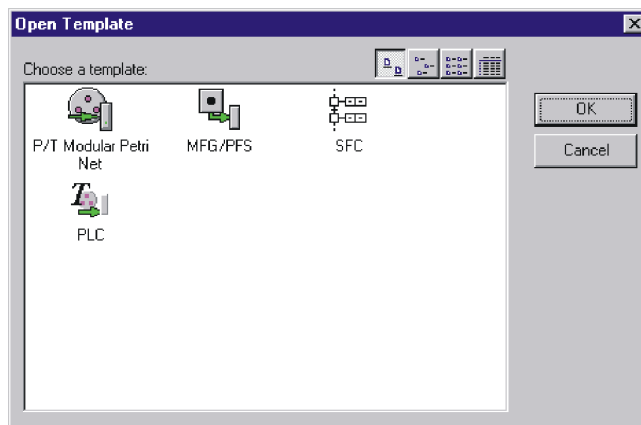 Open Template
Choose a template:
OK
Cancel
P/T Modular Petri
Net
MFG/PFS
SFC
T
PLC